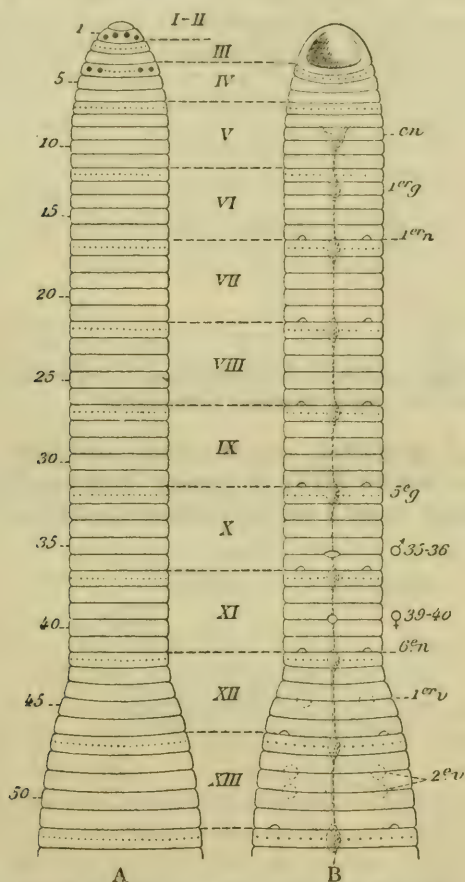 I-II
1
III
IV
5
V
cn
10
1er g
VI
15
1er n
VII
20
VIII
25
IX
30
5e g
X
35
♂ 35-36
XI
40
♀ 39-40
6e n
XII
45
1er v
XIII
2e v
50
A B